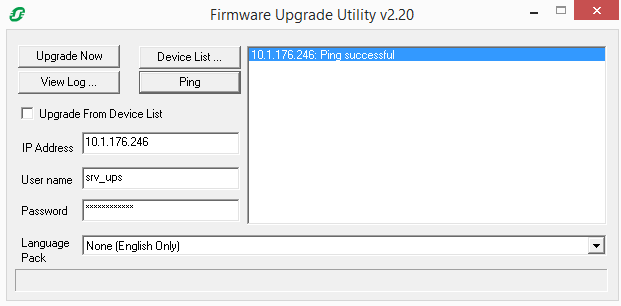 Firmware Upgrade Utility v2.20
Upgrade Now
Device List ...
View Log ...
Ping
10.1.176.246: Ping successful
Upgrade From Device List
IP Address
10.1.176.246
User name
srv_ups
Password
************
Language
Pack
None (English Only)